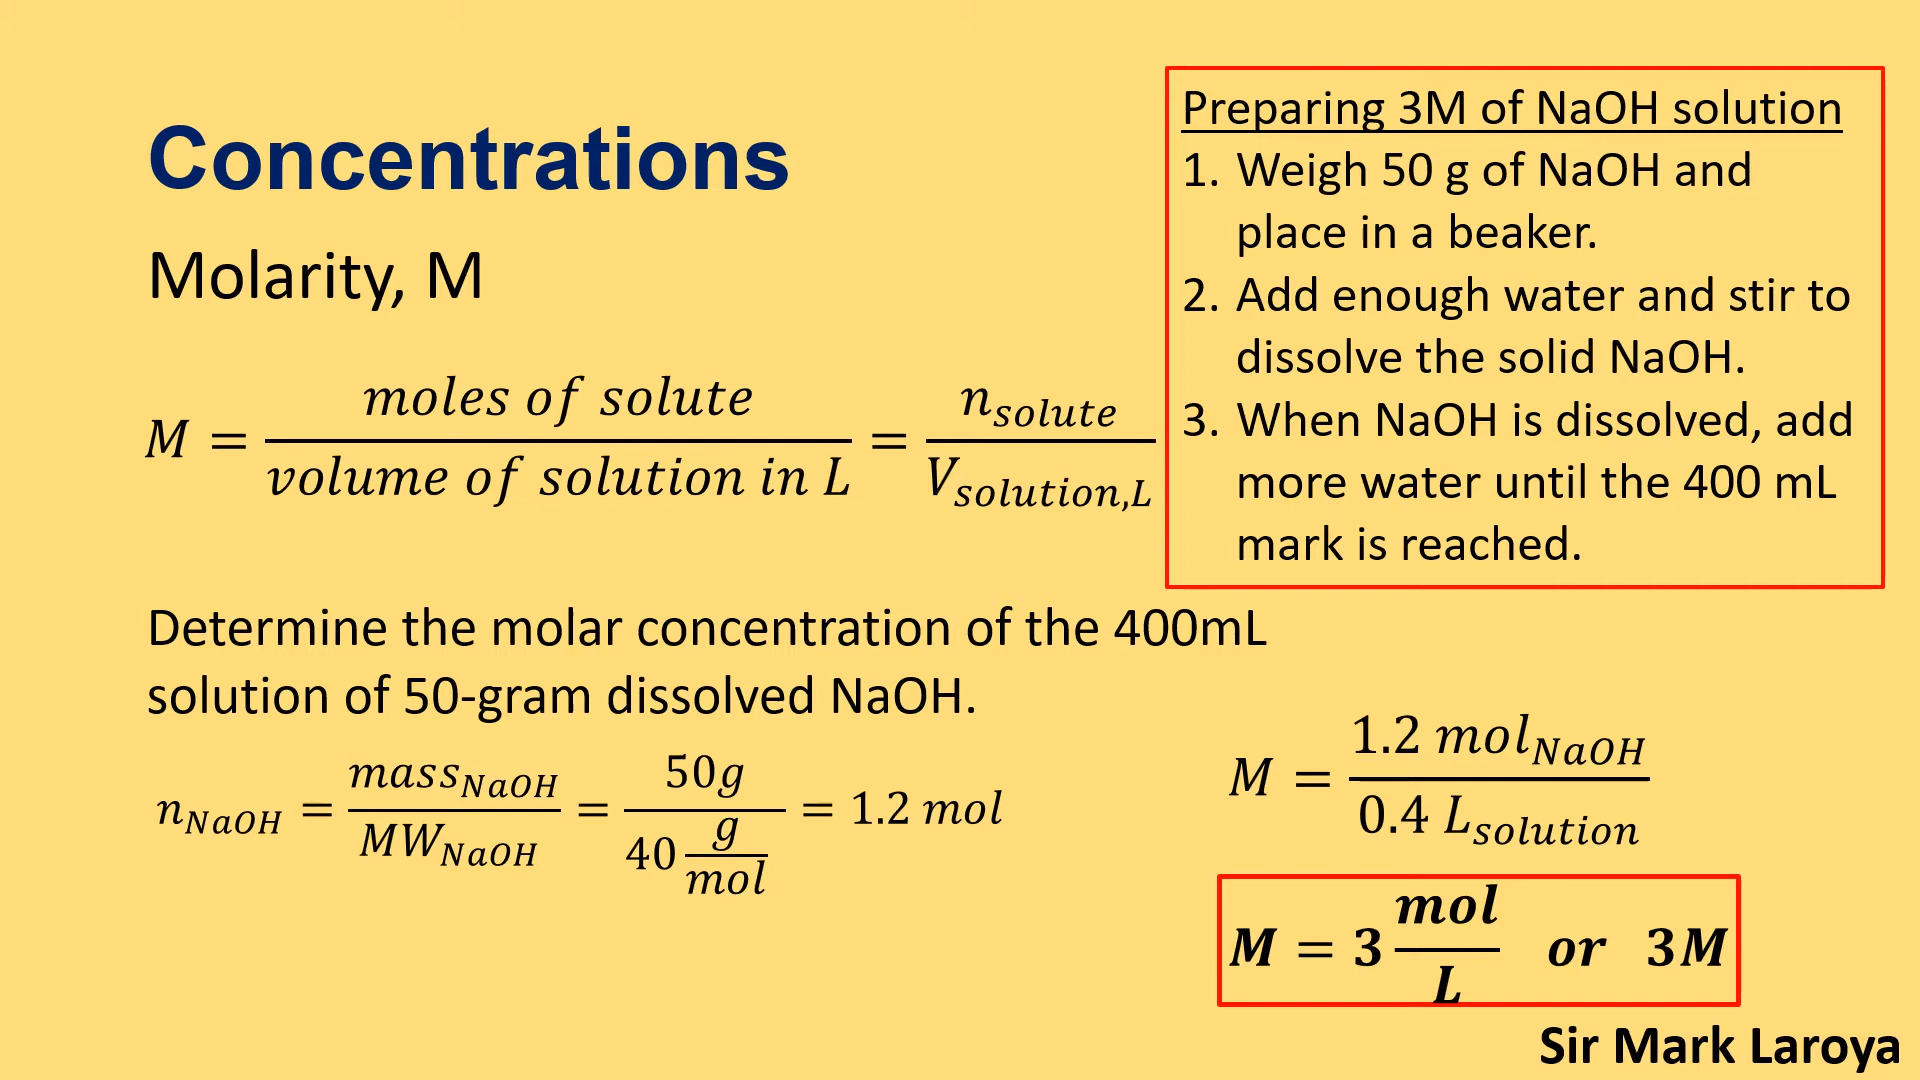 Concentrations
Molarity, M
M = moles of solute / volume of solution in L = n_solute / V_solution,L
Preparing 3M of NaOH solution
1. Weigh 50 g of NaOH and
place in a beaker.
2. Add enough water and stir to
dissolve the solid NaOH.
3. When NaOH is dissolved, add
more water until the 400 mL
mark is reached.
Determine the molar concentration of the 400mL
solution of 50-gram dissolved NaOH.
n_NaOH = mass_NaOH / MW_NaOH = 50g / 40 g/mol = 1.2 mol
M = 1.2 mol_NaOH / 0.4 L_solution
M = 3 mol/L or 3M
Sir Mark Laroya